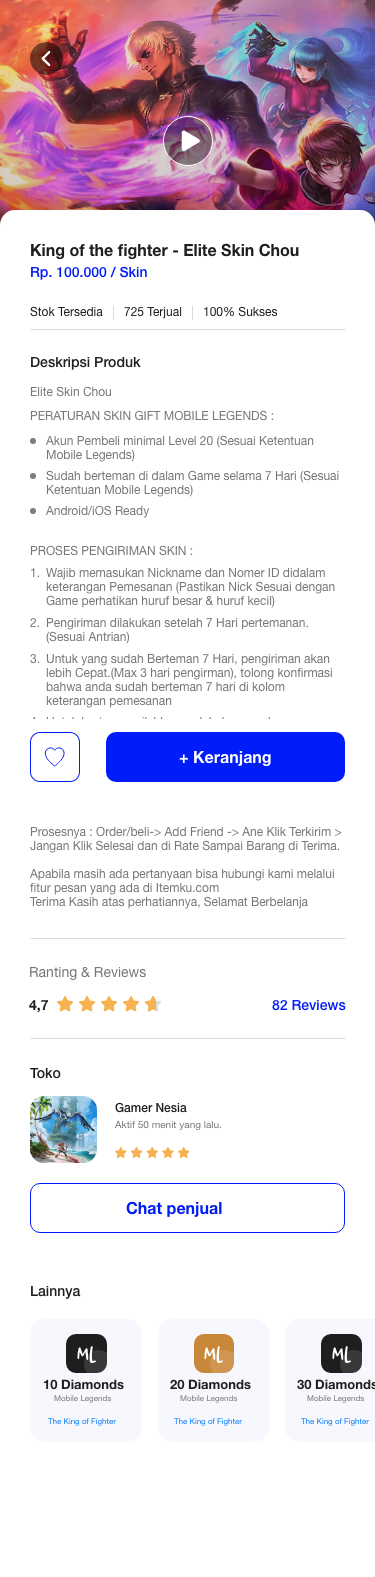 King of the fighter - Elite Skin Chou
Rp. 100.000 / Skin
Stok Tersedia
725 Terjual
100% Sukses
Deskripsi Produk
Elite Skin Chou
PERATURAN SKIN GIFT MOBILE LEGENDS :
Akun Pembeli minimal Level 20 (Sesuai Ketentuan
Mobile Legends)
Sudah berteman di dalam Game selama 7 Hari (Sesuai
Ketentuan Mobile Legends)
Android/iOS Ready
PROSES PENGIRIMAN SKIN :
1. Wajib memasukan Nickname dan Nomer ID didalam
keterangan Pemesanan (Pastikan Nick Sesuai dengan
Game perhatikan huruf besar & huruf kecil)
2. Pengiriman dilakukan setelah 7 Hari pertemanan.
(Sesuai Antrian)
3. Untuk yang sudah Berteman 7 Hari, pengiriman akan
lebih Cepat.(Max 3 hari pengirman), tolong konfirmasi
bahwa anda sudah berteman 7 hari di kolom
keterangan pemesanan
+ Keranjang
Prosesnya : Order/beli-> Add Friend -> Ane Klik Terkirim >
Jangan Klik Selesai dan di Rate Sampai Barang di Terima.
Apabila masih ada pertanyaan bisa hubungi kami melalui
fitur pesan yang ada di Itemku.com
Terima Kasih atas perhatiannya, Selamat Berbelanja
Ranting & Reviews
4,7
82 Reviews
Toko
Gamer Nesia
Aktif 50 menit yang lalu.
Chat penjual
Lainnya
ML
10 Diamonds
Mobile Legends
The King of Fighter
ML
20 Diamonds
Mobile Legends
The King of Fighter
ML
30 Diamonds
Mobile Legends
The King of Fighter